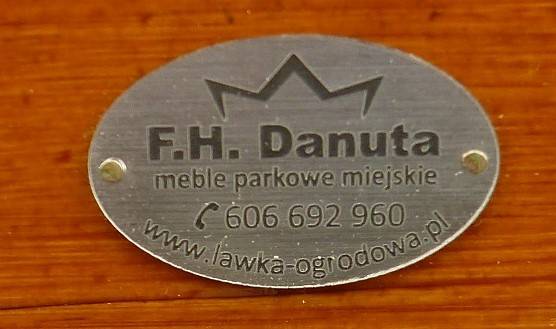 F.H. Danuta
meble parkowe miejskie
606 692 960
www.lawka-ogrodowa.pl